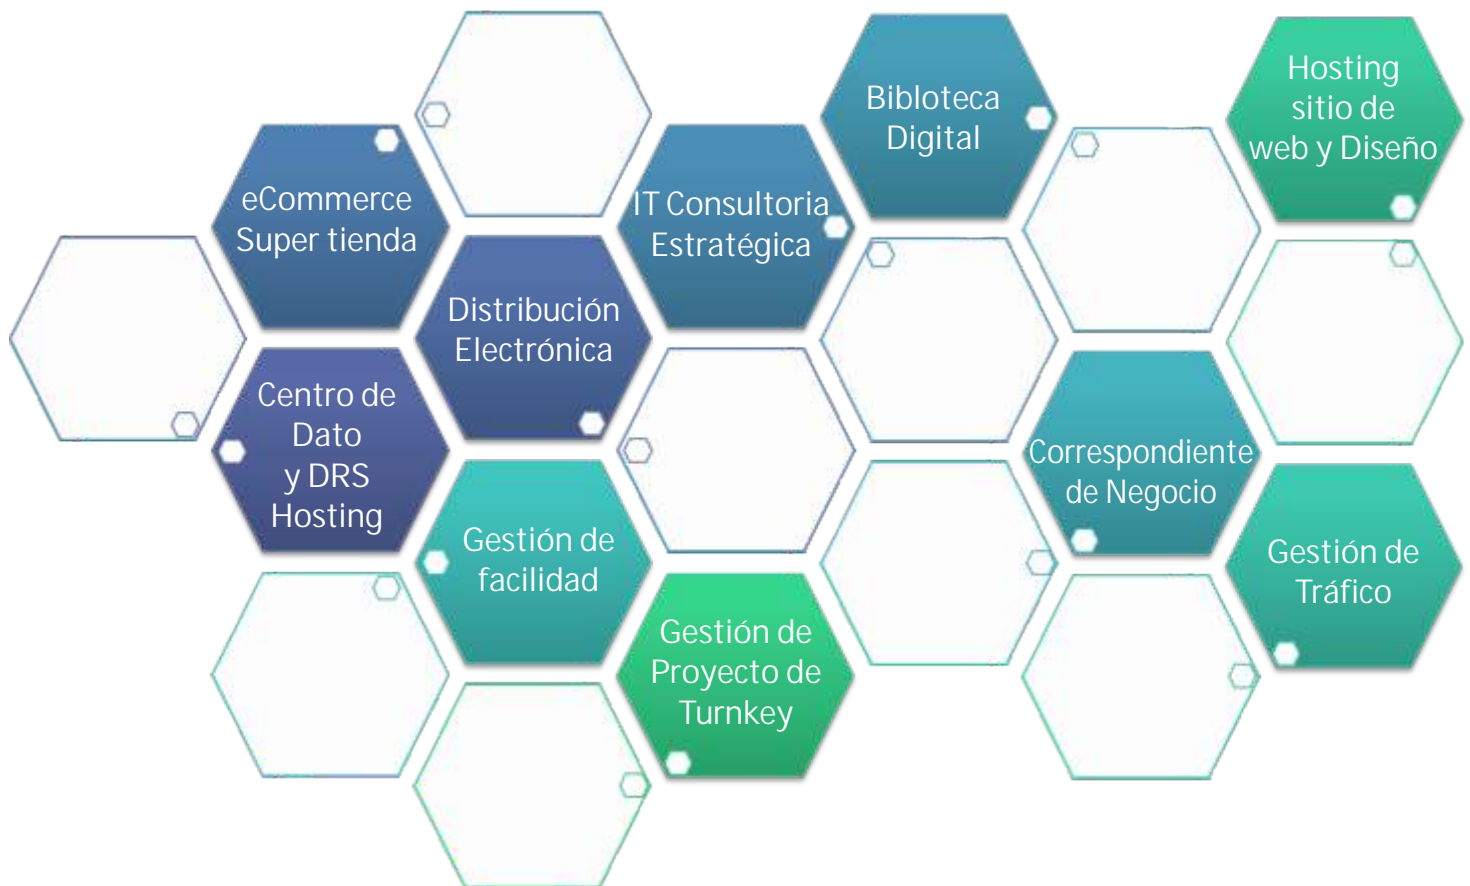 Hosting
sitio de
web y Diseño
Bibloteca
Digital
eCommerce
Super tienda
IT Consultoria
Estratégica
Distribución
Electrónica
Centro de
Dato
y DRS
Hosting
Correspondiente
de Negocio
Gestión de
facilidad
Gestión de
Tráfico
Gestión de
Proyecto de
Turnkey